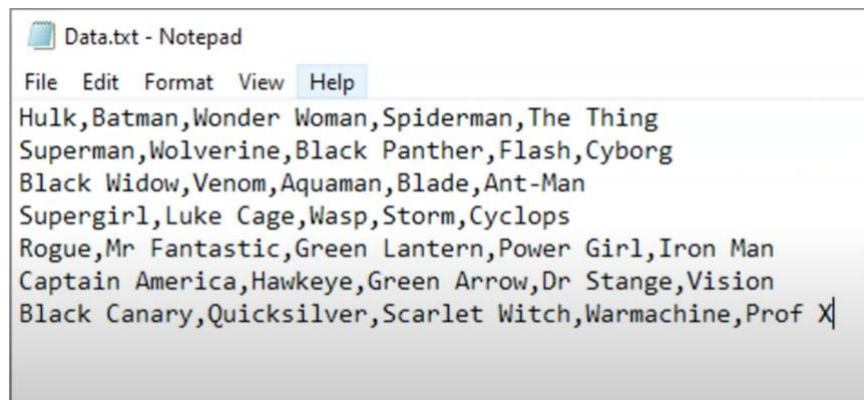 Data.txt - Notepad
File Edit Format View Help
Hulk,Batman,Wonder Woman,Spiderman,The Thing
Superman,Wolverine,Black Panther,Flash,Cyborg
Black Widow,Venom,Aquaman,Blade,Ant-Man
Supergirl,Luke Cage,Wasp,Storm,Cyclops
Rogue,Mr Fantastic,Green Lantern,Power Girl,Iron Man
Captain America,Hawkeye,Green Arrow,Dr Stange,Vision
Black Canary,Quicksilver,Scarlet Witch,Warmachine,Prof X